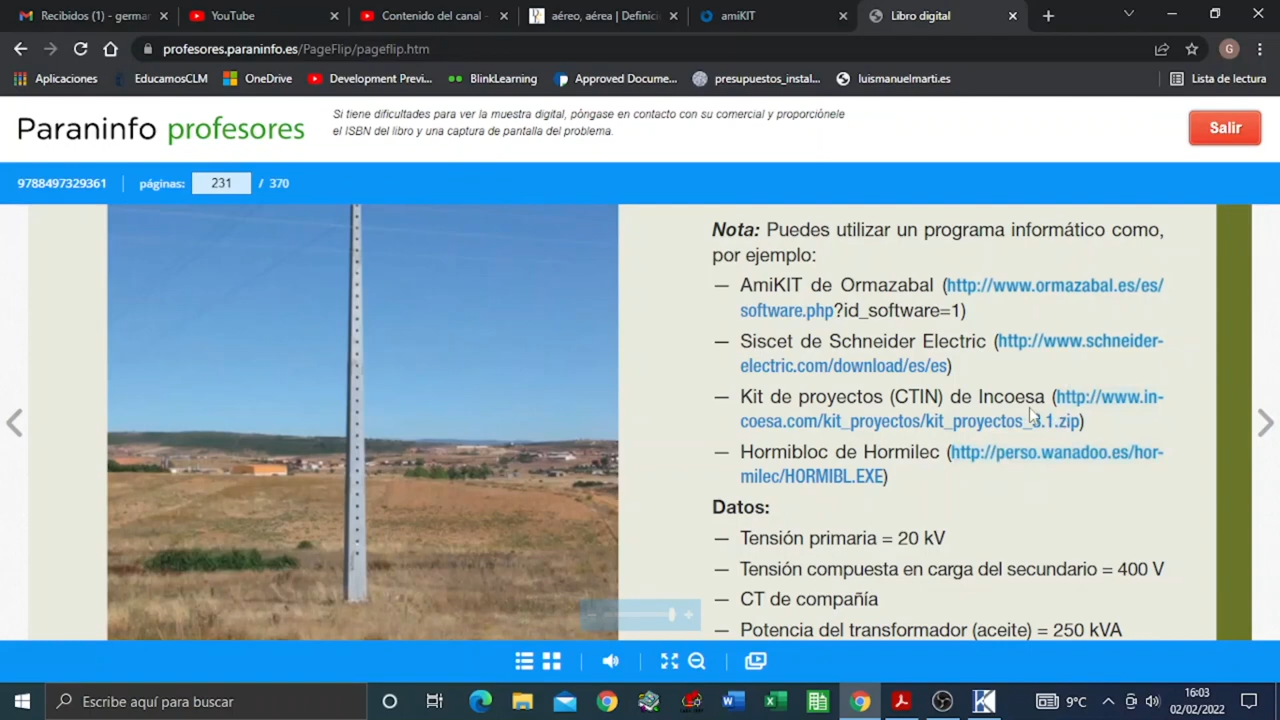 Recibidos (1) - germar
YouTube
Contenido del canal -
aéreo, aérea | Definici
amiKIT
Libro digital
profesores.paraninfo.es/PageFlip/pageflip.htm
G
Aplicaciones
EducamosCLM
OneDrive
Development Previ...
BlinkLearning
Approved Docume...
presupuestos_instal...
luismanuelmarti.es
Lista de lectura
Paraninfo profesores
Si tiene dificultades para ver la muestra digital, póngase en contacto con su comercial y proporciónele
el ISBN del libro y una captura de pantalla del problema.
Salir
9788497329361 páginas: 231 / 370
Nota: Puedes utilizar un programa informático como,
por ejemplo:
— AmiKIT de Ormazabal (http://www.ormazabal.es/es/
software.php?id_software=1)
— Siscet de Schneider Electric (http://www.schneider-
electric.com/download/es/es)
— Kit de proyectos (CTIN) de Incoesa (http://www.in-
coesa.com/kit_proyectos/kit_proyectos_3.1.zip)
— Hormibloc de Hormilec (http://perso.wanadoo.es/hor-
milec/HORMIBL.EXE)
Datos:
— Tensión primaria = 20 kV
— Tensión compuesta en carga del secundario = 400 V
— CT de compañía
— Potencia del transformador (aceite) = 250 kVA
Escribe aquí para buscar
9°C
16:03
02/02/2022